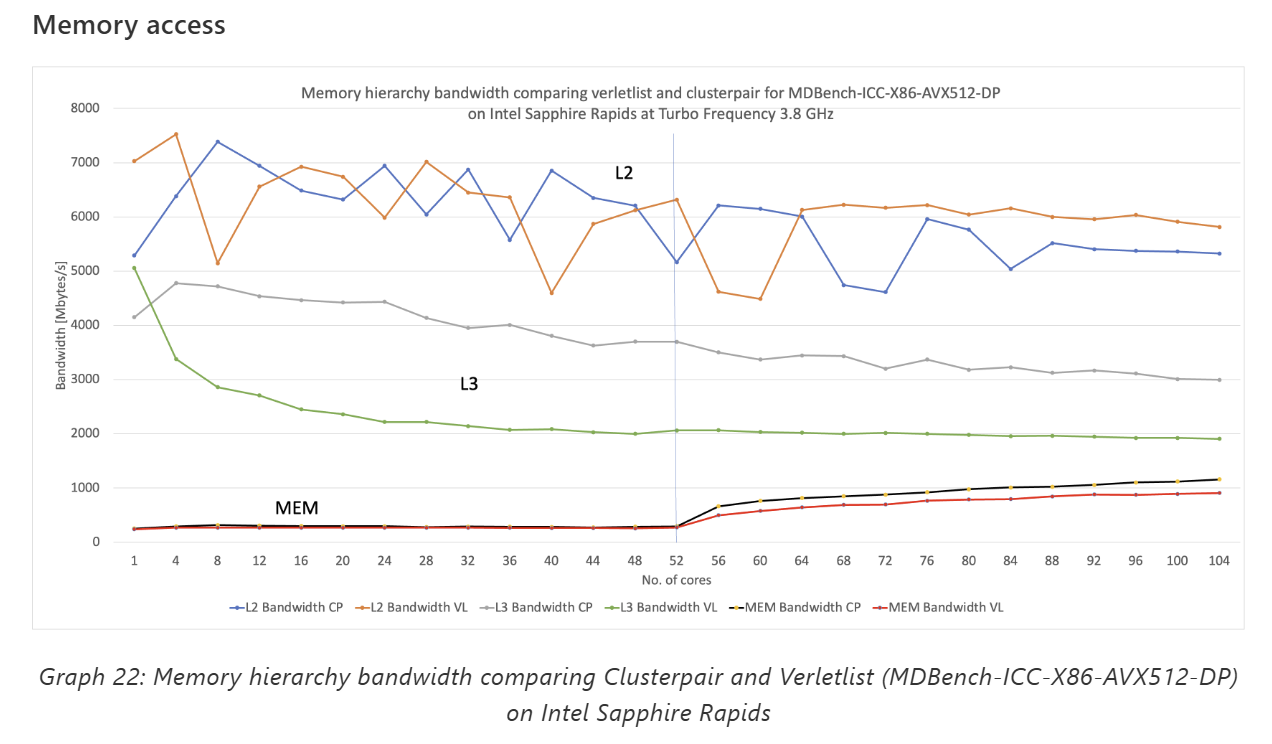 Memory access
Memory hierarchy bandwidth comparing verletlist and clusterpair for MDBench-ICC-X86-AVX512-DP
on Intel Sapphire Rapids at Turbo Frequency 3.8 GHz
8000
7000
6000
5000
4000
3000
2000
1000
0
Bandwidth [Mbytes/s]
L2
L3
MEM
1 4 8 12 16 20 24 28 32 36 40 44 48 52 56 60 64 68 72 76 80 84 88 92 96 100 104
No. of cores
L2 Bandwidth CP L2 Bandwidth VL L3 Bandwidth CP L3 Bandwidth VL MEM Bandwidth CP MEM Bandwidth VL
Graph 22: Memory hierarchy bandwidth comparing Clusterpair and Verletlist (MDBench-ICC-X86-AVX512-DP)
on Intel Sapphire Rapids